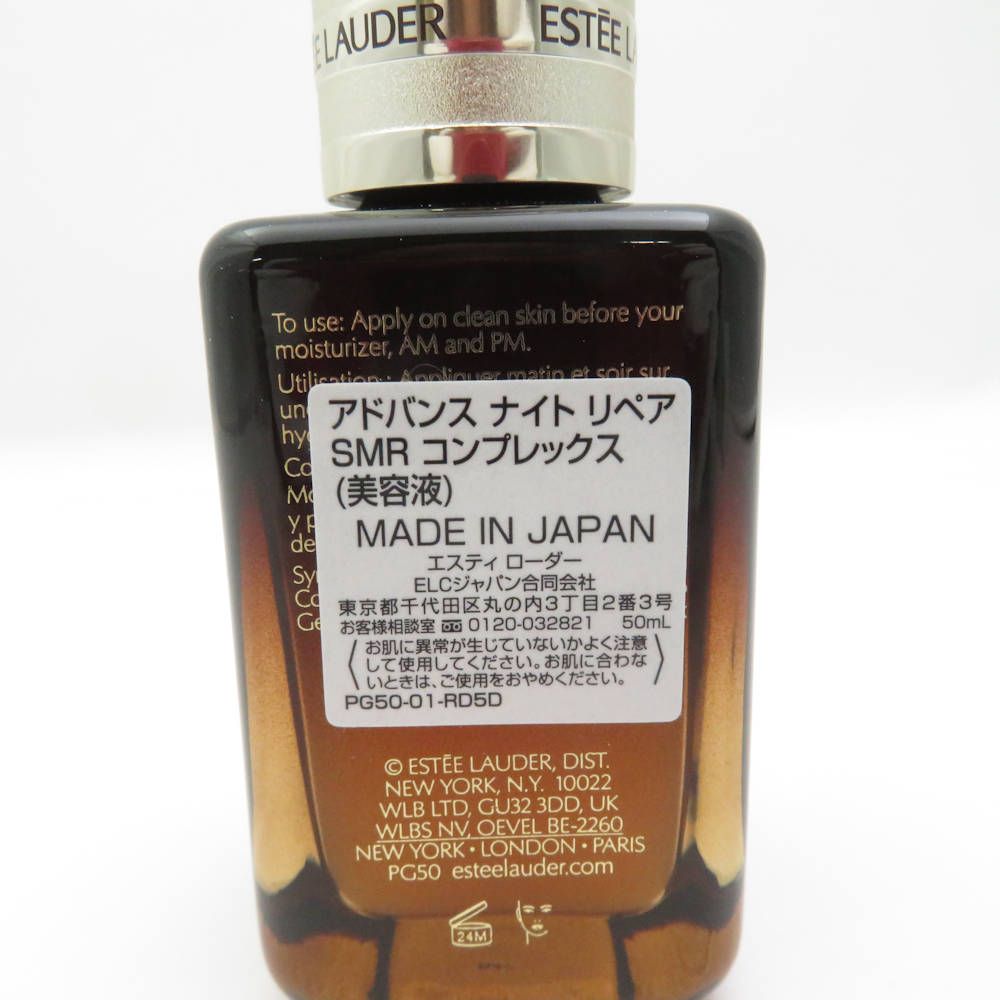 E LAUDER ESTĒE L
To use: Apply on clean skin before your
moisturizer, AM and PM.
Utilisation : Appliquer matin et soir sur
アドバンス ナイト リペア
SMR コンプレックス
(美容液)
MADE IN JAPAN
エスティ ローダー
ELCジャパン合同会社
東京都千代田区丸の内3丁目2番3号
お客様相談室 0120-032821 50mL
お肌に異常が生じていないかよく注意
して使用してください。お肌に合わな
いときは、ご使用をおやめください。
PG50-01-RD5D
© ESTĒE LAUDER, DIST.
NEW YORK, N.Y. 10022
WLB LTD, GU32 3DD, UK
WLBS NV, OEVEL BE-2260
NEW YORK • LONDON • PARIS
PG50 esteelauder.com
24M